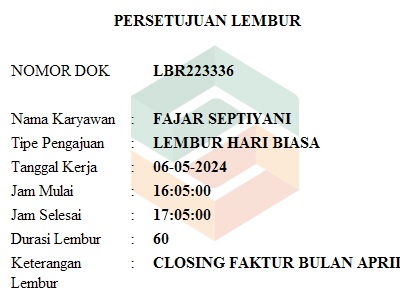 PERSETUJUAN LEMBUR
NOMOR DOK LBR223336
Nama Karyawan : FAJAR SEPTIYANI
Tipe Pengajuan : LEMBUR HARI BIASA
Tanggal Kerja : 06-05-2024
Jam Mulai : 16:05:00
Jam Selesai : 17:05:00
Durasi Lembur : 60
Keterangan : CLOSING FAKTUR BULAN APRIL
Lembur